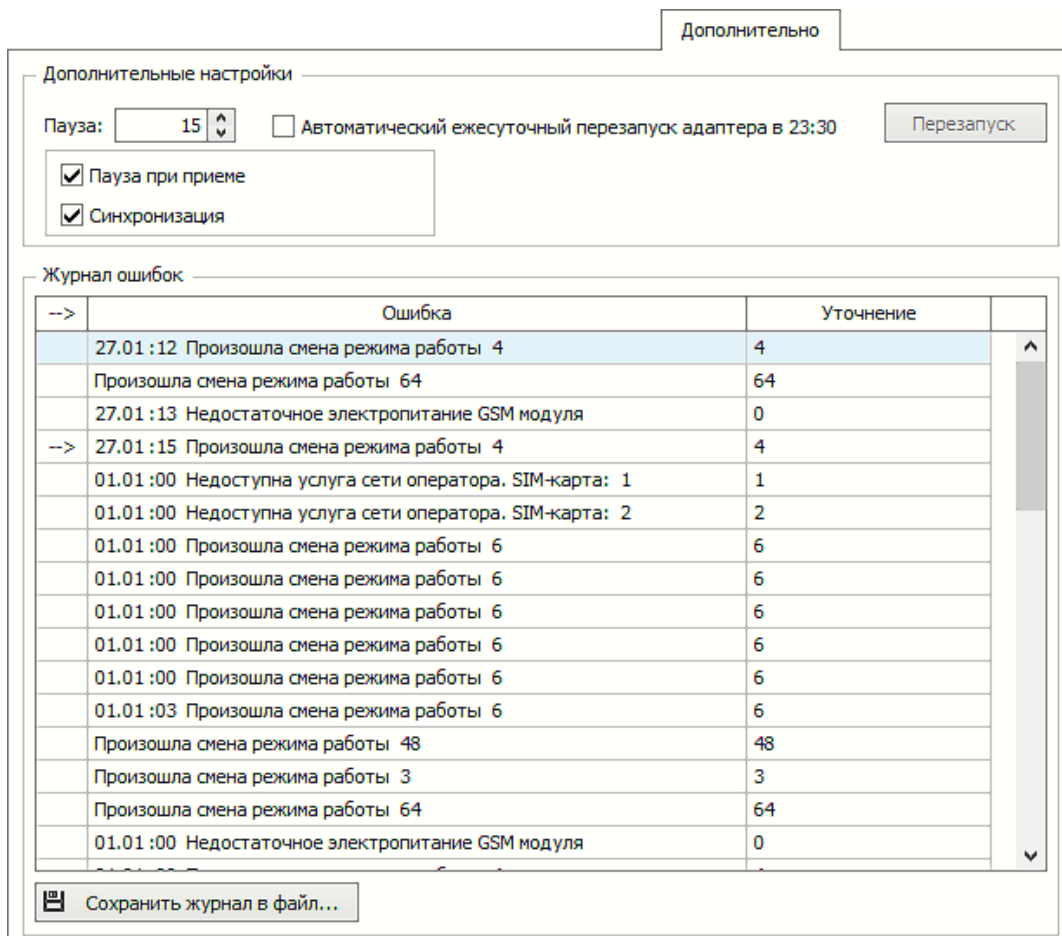 Дополнительно
Дополнительные настройки
Пауза: 15 Автоматический ежесуточный перезапуск адаптера в 23:30 Перезапуск
Пауза при приеме
Синхронизация
Журнал ошибок
--> Ошибка Уточнение
27.01 :12 Произошла смена режима работы 4 4
Произошла смена режима работы 64 64
27.01 :13 Недостаточное электропитание GSM модуля 0
--> 27.01 :15 Произошла смена режима работы 4 4
01.01 :00 Недоступна услуга сети оператора. SIM-карта: 1 1
01.01 :00 Недоступна услуга сети оператора. SIM-карта: 2 2
01.01 :00 Произошла смена режима работы 6 6
01.01 :00 Произошла смена режима работы 6 6
01.01 :00 Произошла смена режима работы 6 6
01.01 :00 Произошла смена режима работы 6 6
01.01 :00 Произошла смена режима работы 6 6
01.01 :03 Произошла смена режима работы 6 6
Произошла смена режима работы 48 48
Произошла смена режима работы 3 3
Произошла смена режима работы 64 64
01.01 :00 Недостаточное электропитание GSM модуля 0
Сохранить журнал в файл...